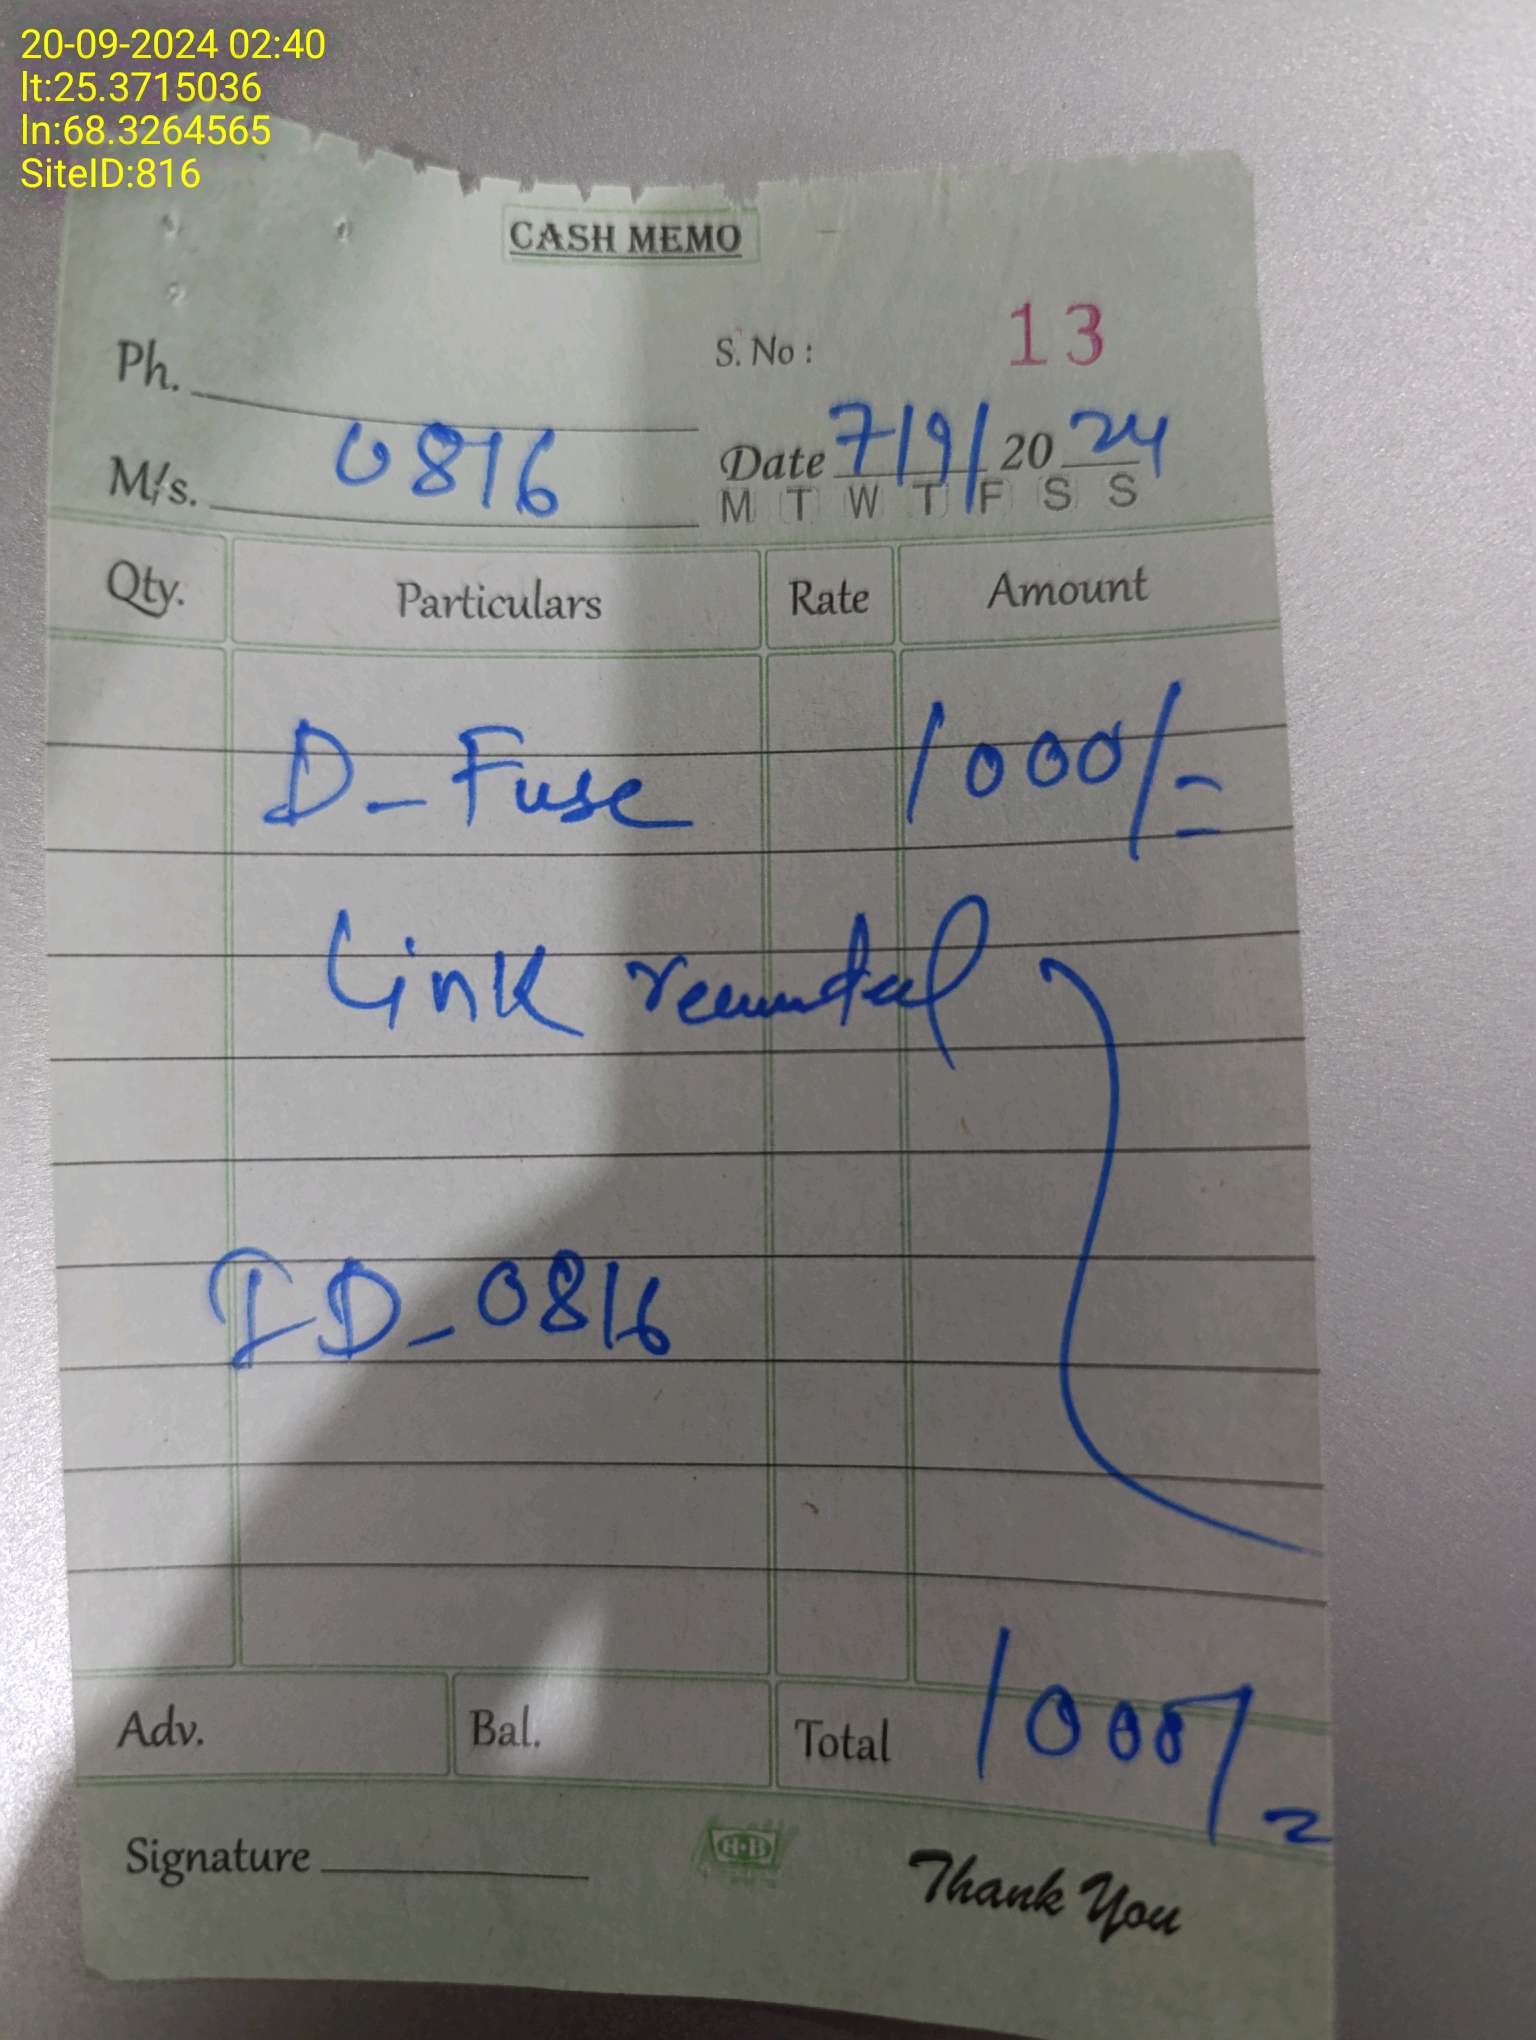 20-09-2024 02:40
lt:25.3715036
ln:68.3264565
SiteID:816
CASH MEMO
Ph.
S. No : 13
M/s. 0816
Date 7/9/2024
M T W T F S S
Qty. Particulars Rate Amount
D-Fuse 1000/=
Link
ID-0816
Adv. Bal. Total 1000/=
Signature
H·B
Thank You